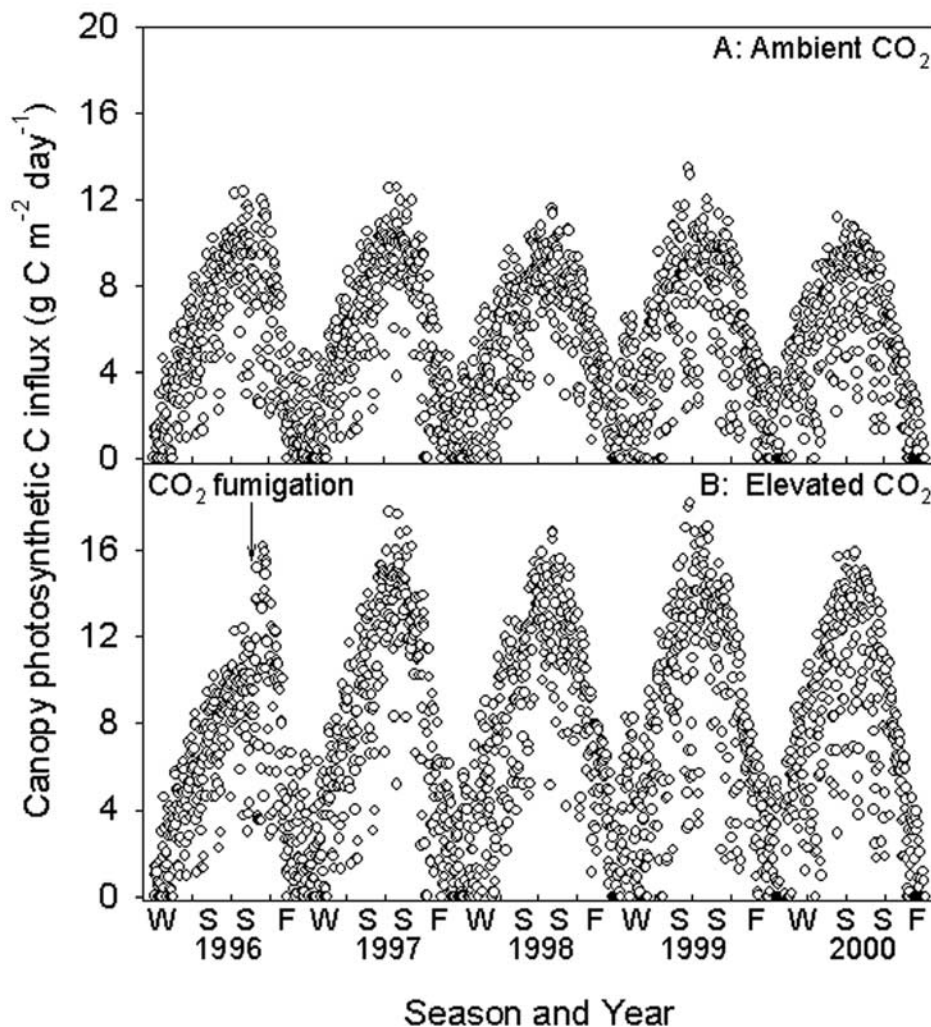 Canopy photosynthetic C influx (g C m⁻² day⁻¹)
20
A: Ambient CO₂
16
12
8
4
0
CO₂ fumigation
B: Elevated CO₂
16
12
8
4
0
W S S F W S S F W S S F W S S F W S S F
1996 1997 1998 1999 2000
Season and Year